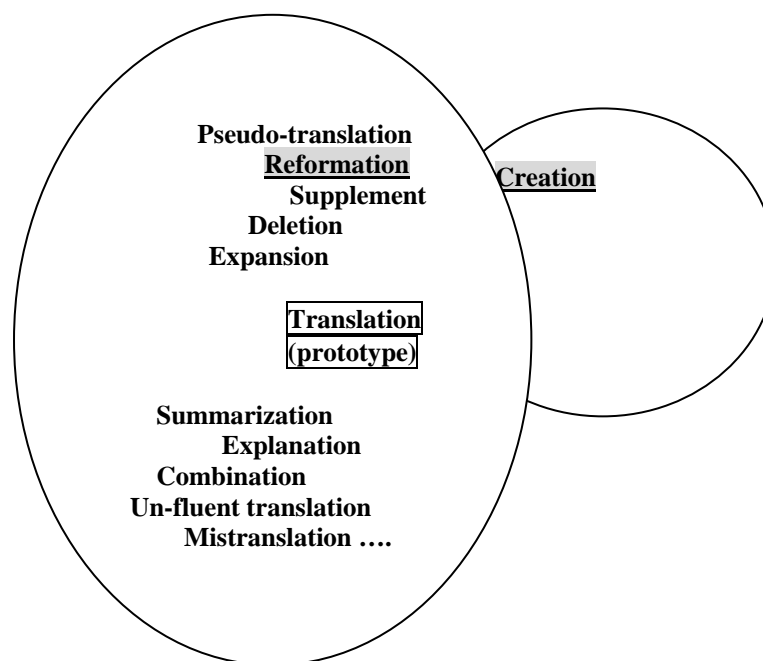 Pseudo-translation
Reformation
Creation
Supplement
Deletion
Expansion
Translation
(prototype)
Summarization
Explanation
Combination
Un-fluent translation
Mistranslation ….